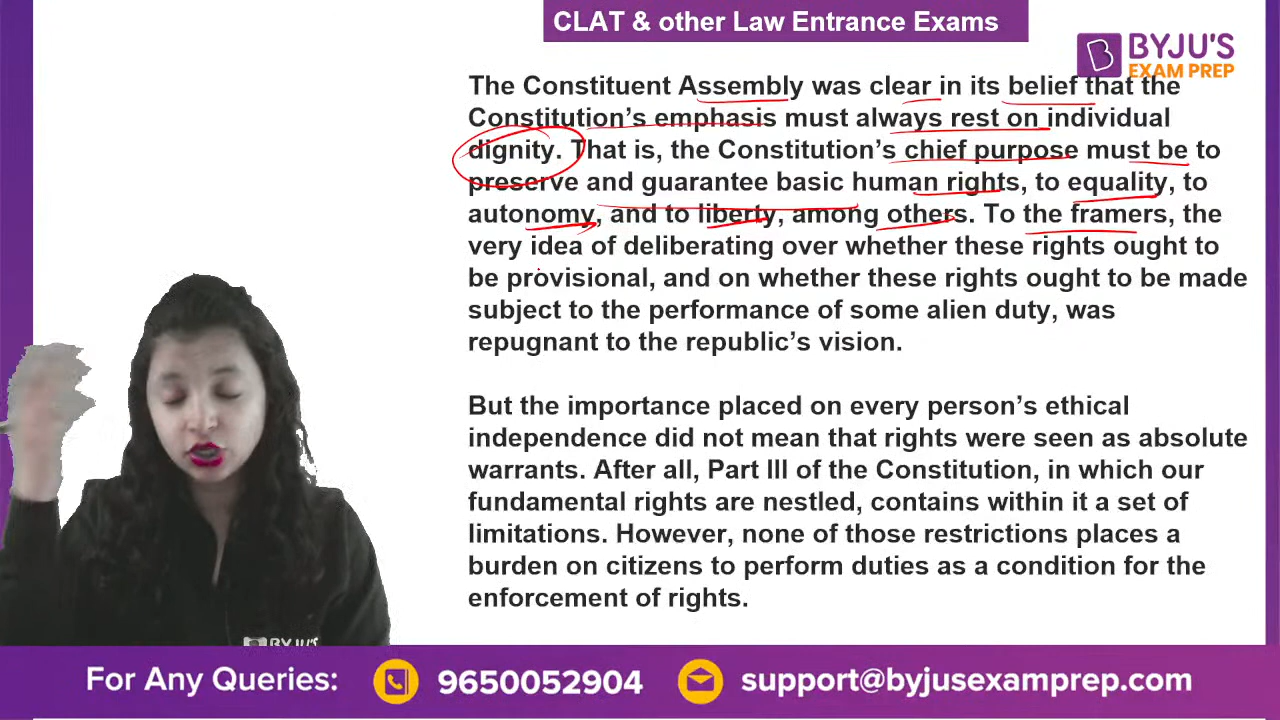 CLAT & other Law Entrance Exams
BYJU'S
EXAM PREP
The Constituent Assembly was clear in its belief that the
Constitution's emphasis must always rest on individual
dignity. That is, the Constitution's chief purpose must be to
preserve and guarantee basic human rights, to equality, to
autonomy, and to liberty, among others. To the framers, the
very idea of deliberating over whether these rights ought to
be provisional, and on whether these rights ought to be made
subject to the performance of some alien duty, was
repugnant to the republic's vision.
But the importance placed on every person's ethical
independence did not mean that rights were seen as absolute
warrants. After all, Part III of the Constitution, in which our
fundamental rights are nestled, contains within it a set of
limitations. However, none of those restrictions places a
burden on citizens to perform duties as a condition for the
enforcement of rights.
BYJU'S
For Any Queries: 9650052904 support@byjusexamprep.com